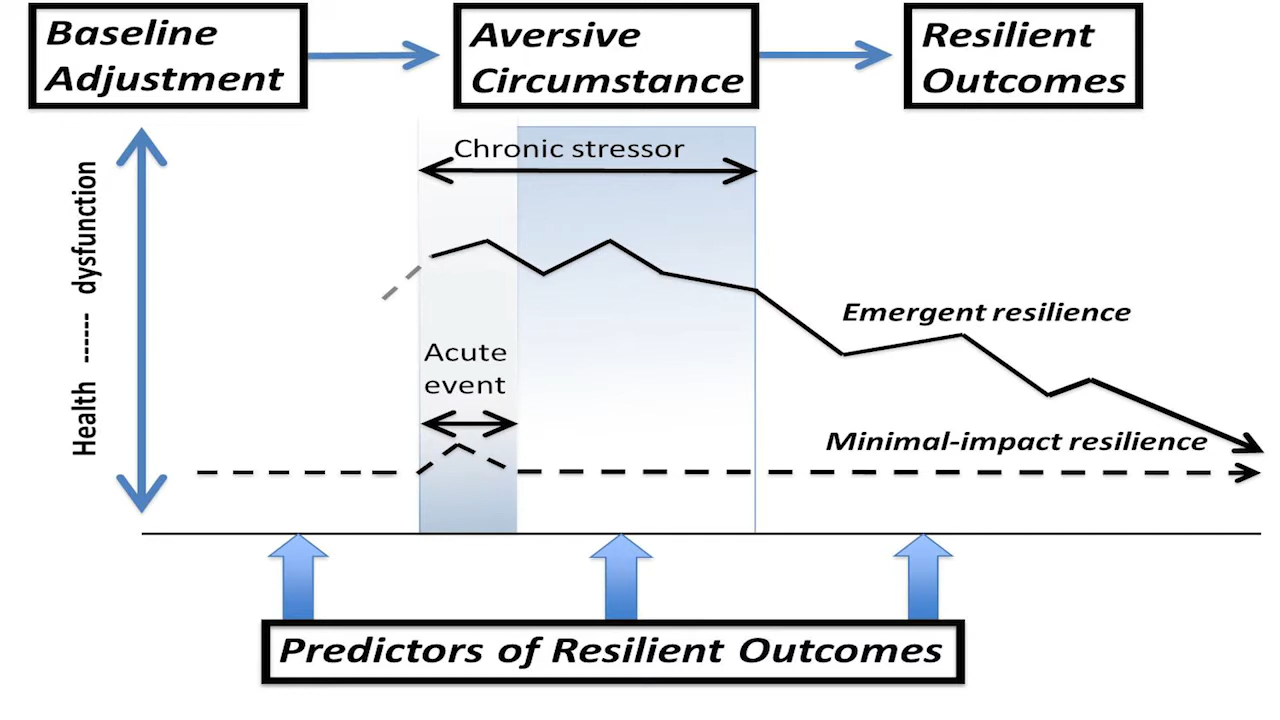 Baseline
Adjustment
Aversive
Circumstance
Resilient
Outcomes
Health ------ dysfunction
Chronic stressor
Emergent resilience
Acute
event
Minimal-impact resilience
Predictors of Resilient Outcomes